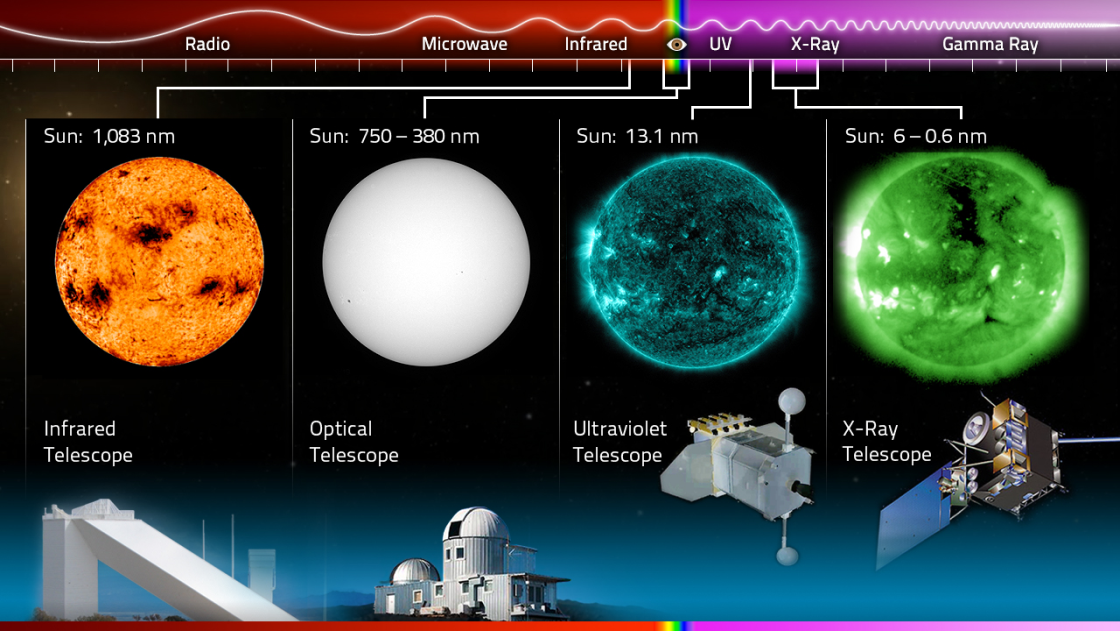 Radio
Microwave
Infrared
UV
X-Ray
Gamma Ray
Sun: 1,083 nm
Sun: 750 – 380 nm
Sun: 13.1 nm
Sun: 6 – 0.6 nm
Infrared
Telescope
Optical
Telescope
Ultraviolet
Telescope
X-Ray
Telescope